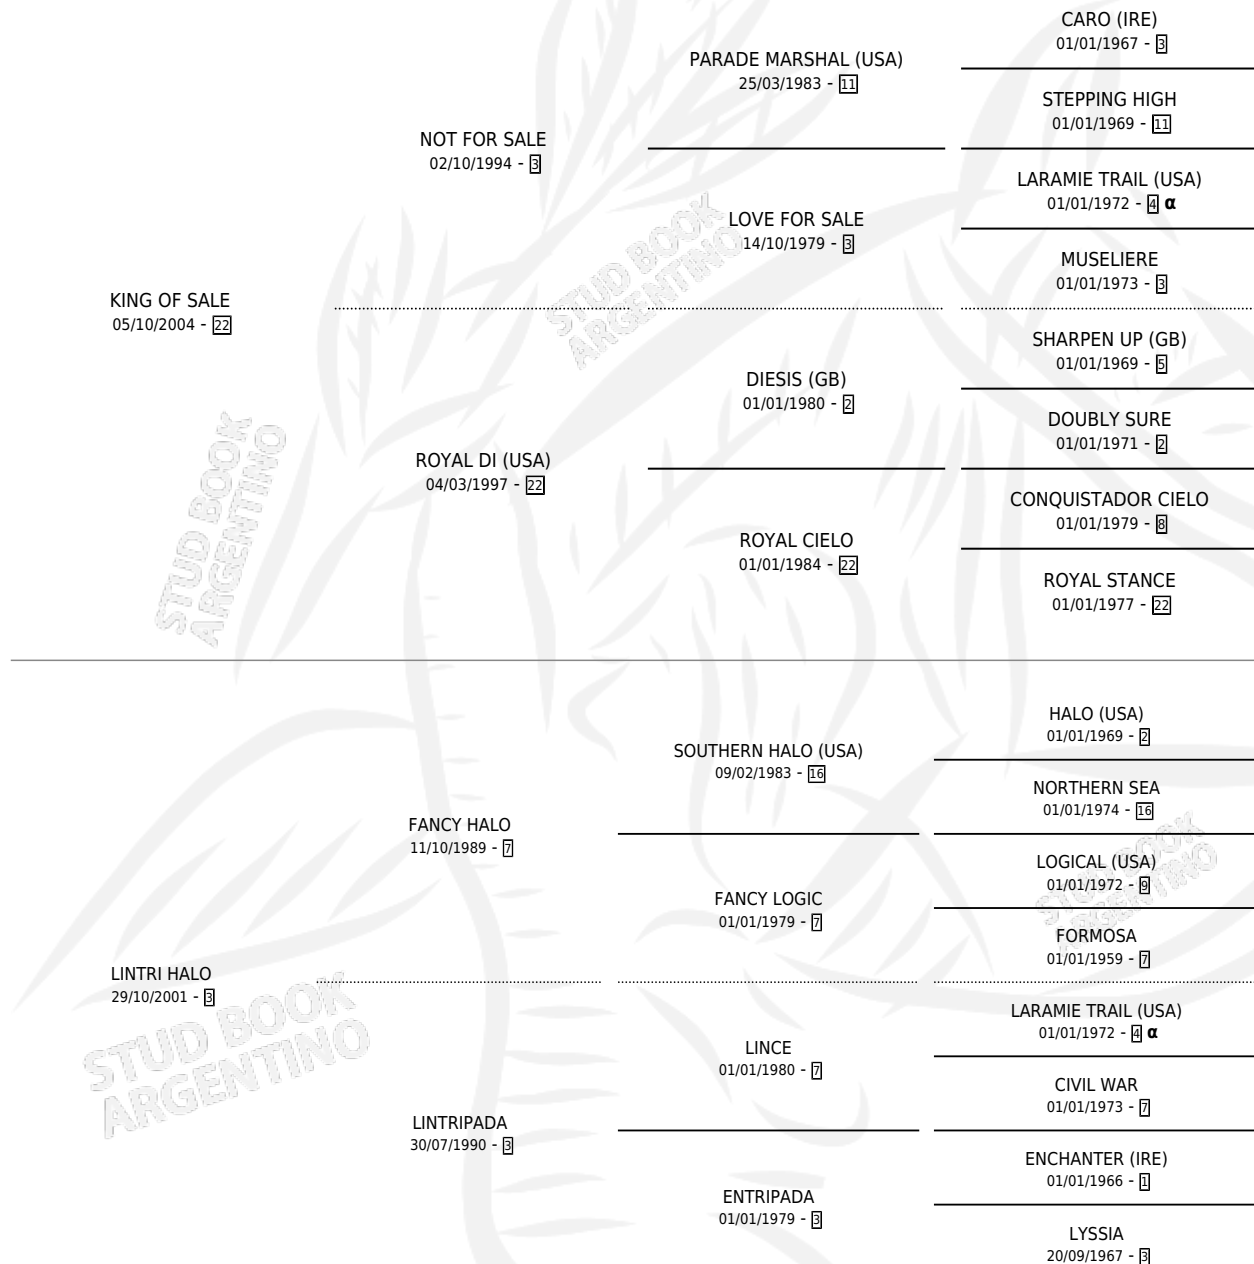 CARO (IRE)
01/01/1967 - 3
PARADE MARSHAL (USA)
25/03/1983 - 11
STEPPING HIGH
01/01/1969 - 11
NOT FOR SALE
02/10/1994 - 3
LARAMIE TRAIL (USA)
01/01/1972 - 4 α
LOVE FOR SALE
14/10/1979 - 3
MUSELIERE
01/01/1973 - 3
KING OF SALE
05/10/2004 - 22
SHARPEN UP (GB)
01/01/1969 - 5
DIESIS (GB)
01/01/1980 - 2
DOUBLY SURE
01/01/1971 - 2
ROYAL DI (USA)
04/03/1997 - 22
CONQUISTADOR CIELO
01/01/1979 - 8
ROYAL CIELO
01/01/1984 - 22
ROYAL STANCE
01/01/1977 - 22
HALO (USA)
01/01/1969 - 2
SOUTHERN HALO (USA)
09/02/1983 - 16
NORTHERN SEA
01/01/1974 - 16
FANCY HALO
11/10/1989 - 7
LOGICAL (USA)
01/01/1972 - 9
FANCY LOGIC
01/01/1979 - 7
FORMOSA
01/01/1959 - 7
LINTRI HALO
29/10/2001 - 3
LARAMIE TRAIL (USA)
01/01/1972 - 4 α
LINCE
01/01/1980 - 7
CIVIL WAR
01/01/1973 - 7
LINTRIPADA
30/07/1990 - 3
ENCHANTER (IRE)
01/01/1966 - 1
ENTRIPADA
01/01/1979 - 3
LYSSIA
20/09/1967 - 3
STUD BOOK
ARGENTINO
STUD BOOK
ARGENTINO
STUD BOOK
ARGENTINO
STUD BOOK
ARGENTINO